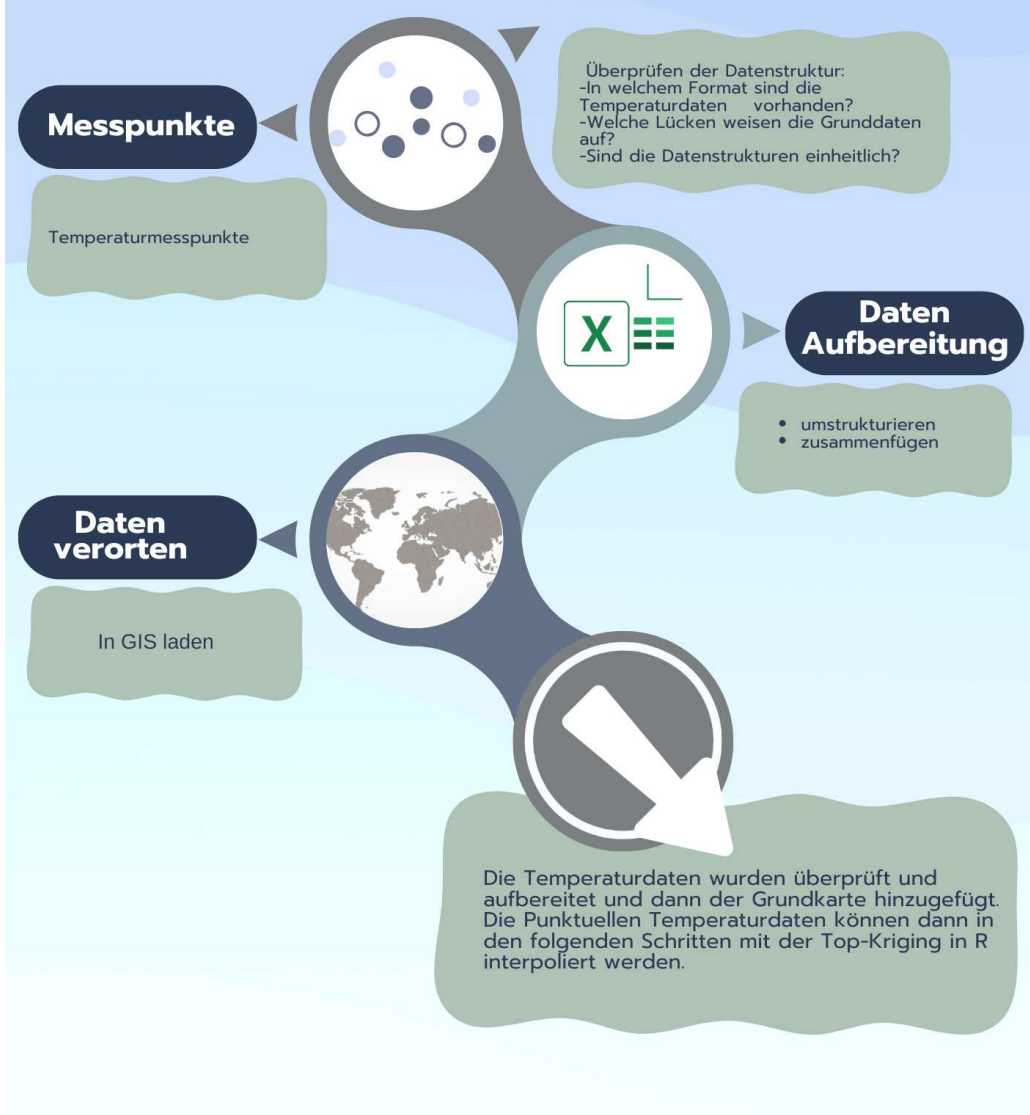 Messpunkte
Temperaturmesspunkte
Überprüfen der Datenstruktur:
-In welchem Format sind die
Temperaturdaten vorhanden?
-Welche Lücken weisen die Grunddaten
auf?
-Sind die Datenstrukturen einheitlich?
X
Daten
Aufbereitung
• umstrukturieren
• zusammenfügen
Daten
verorten
In GIS laden
Die Temperaturdaten wurden überprüft und
aufbereitet und dann der Grundkarte hinzugefügt.
Die Punktuellen Temperaturdaten können dann in
den folgenden Schritten mit der Top-Kriging in R
interpoliert werden.